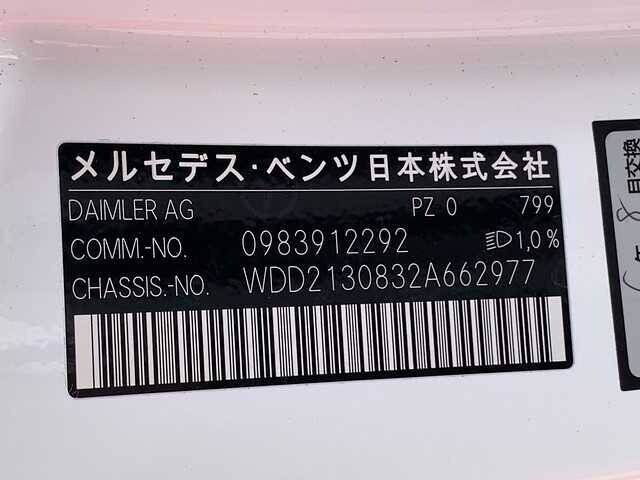 メルセデス・ベンツ日本株式会社
DAIMLER AG PZ 0 799
COMM.-NO. 0983912292 1,0 %
CHASSIS.-NO. WDD2130832A662977